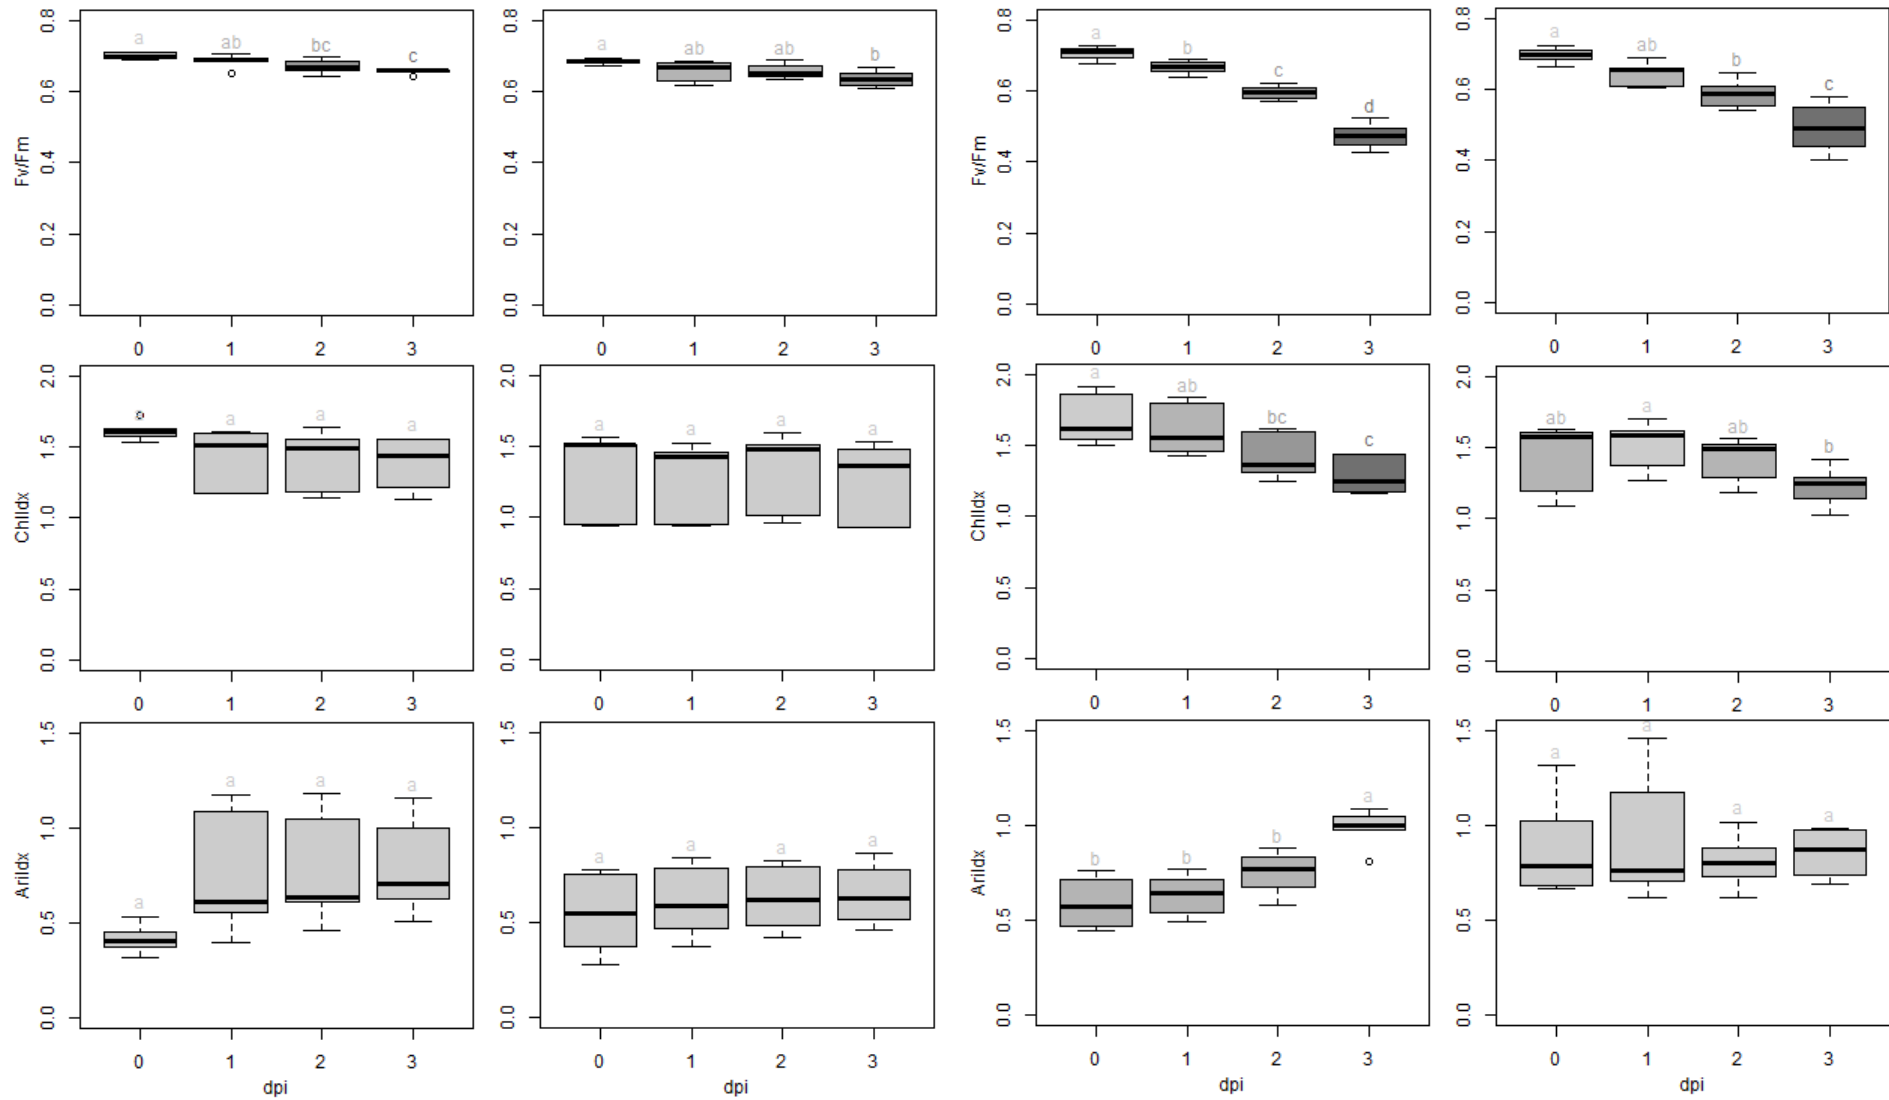 0.8 0.6 0.4 0.2 0.0
Fv/Fm
a ab bc c
0 1 2 3
0.8 0.6 0.4 0.2 0.0
a ab ab b
0 1 2 3
0.8 0.6 0.4 0.2 0.0
Fv/Fm
a b c d
0 1 2 3
0.8 0.6 0.4 0.2 0.0
a ab b c
0 1 2 3
2.0 1.5 1.0 0.5 0.0
ChlIdx
a a a a
0 1 2 3
2.0 1.5 1.0 0.5 0.0
a a a a
0 1 2 3
2.0 1.5 1.0 0.5 0.0
ChlIdx
a ab bc c
0 1 2 3
2.0 1.5 1.0 0.5 0.0
ab a ab b
0 1 2 3
1.5 1.0 0.5 0.0
AriIdx
a a a a
0 1 2 3
dpi
1.5 1.0 0.5 0.0
a a a a
0 1 2 3
1.5 1.0 0.5 0.0
AriIdx
b b b a
0 1 2 3
dpi
1.5 1.0 0.5 0.0
a a a a
0 1 2 3